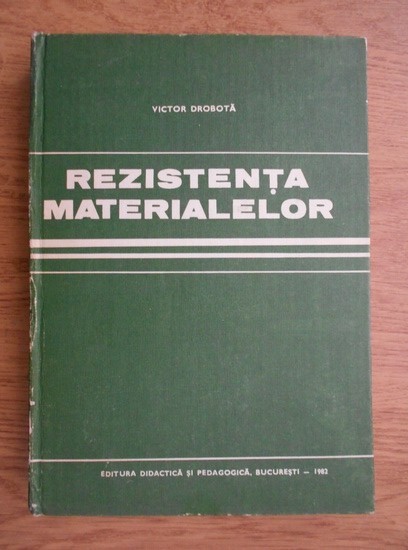 VICTOR DROBOTĂ
REZISTENȚA
MATERIALELOR
EDITURA DIDACTICĂ ȘI PEDAGOGICĂ, BUCUREȘTI — 1982